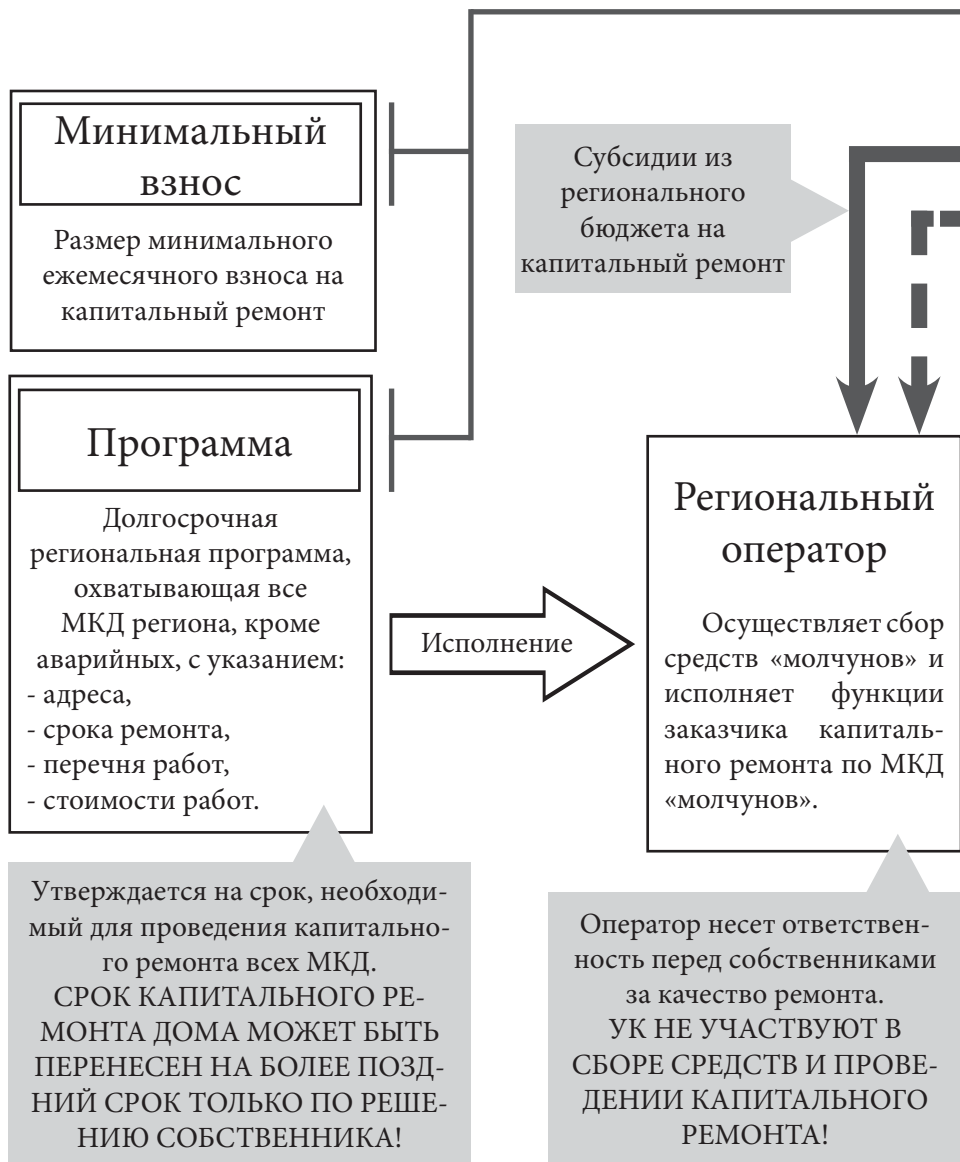 Минимальный
взнос
Размер минимального
ежемесячного взноса на
капитальный ремонт
Субсидии из
регионального
бюджета на
капитальный ремонт
Программа
Долгосрочная
региональная программа,
охватывающая все
МКД региона, кроме
аварийных, с указанием:
- адреса,
- срока ремонта,
- перечня работ,
- стоимости работ.
Исполнение
Региональный
оператор
Осуществляет сбор
средств «молчунов» и
исполняет функции
заказчика капиталь-
ного ремонта по МКД
«молчунов».
Утверждается на срок, необходи-
мый для проведения капитально-
го ремонта всех МКД.
СРОК КАПИТАЛЬНОГО РЕ-
МОНТА ДОМА МОЖЕТ БЫТЬ
ПЕРЕНЕСЕН НА БОЛЕЕ ПОЗД-
НИЙ СРОК ТОЛЬКО ПО РЕШЕ-
НИЮ СОБСТВЕННИКА!
Оператор несет ответствен-
ность перед собственниками
за качество ремонта.
УК НЕ УЧАСТВУЮТ В
СБОРЕ СРЕДСТВ И ПРОВЕ-
ДЕНИИ КАПИТАЛЬНОГО
РЕМОНТА!